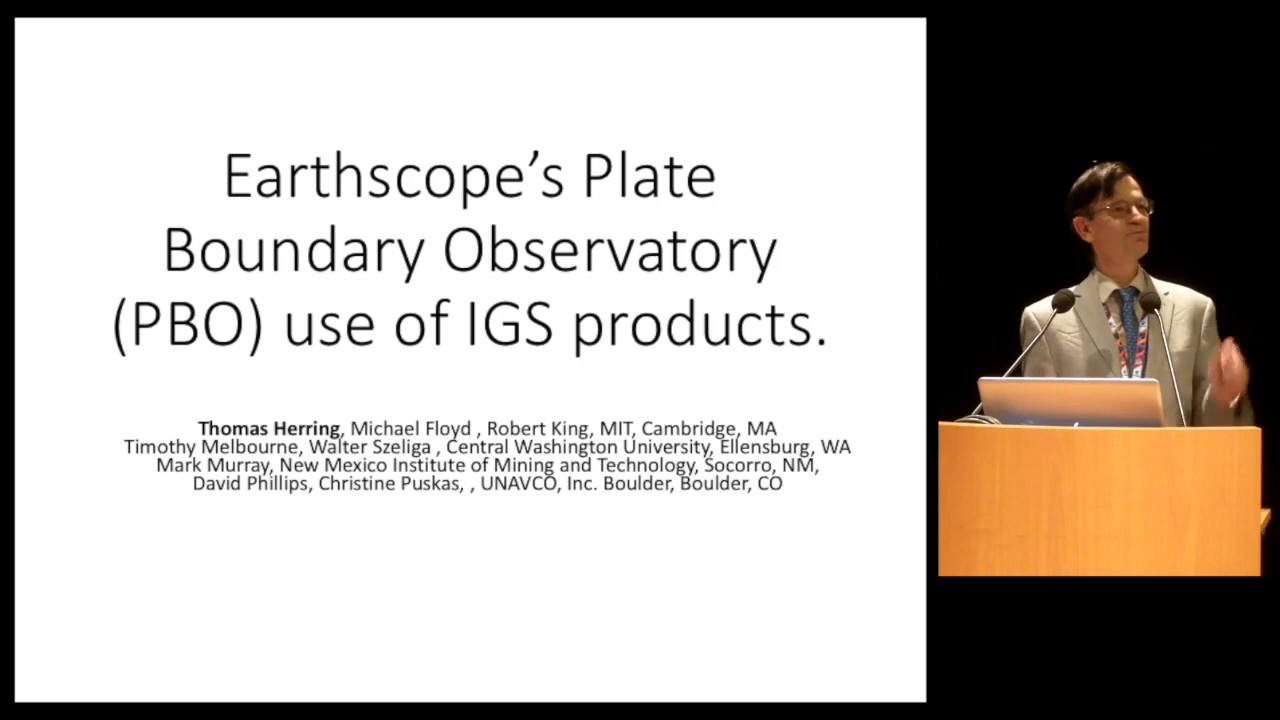 Earthscope’s Plate
Boundary Observatory
(PBO) use of IGS products.
Thomas Herring, Michael Floyd , Robert King, MIT, Cambridge, MA
Timothy Melbourne, Walter Szeliga , Central Washington University, Ellensburg, WA
Mark Murray, New Mexico Institute of Mining and Technology, Socorro, NM,
David Phillips, Christine Puskas, , UNAVCO, Inc. Boulder, Boulder, CO